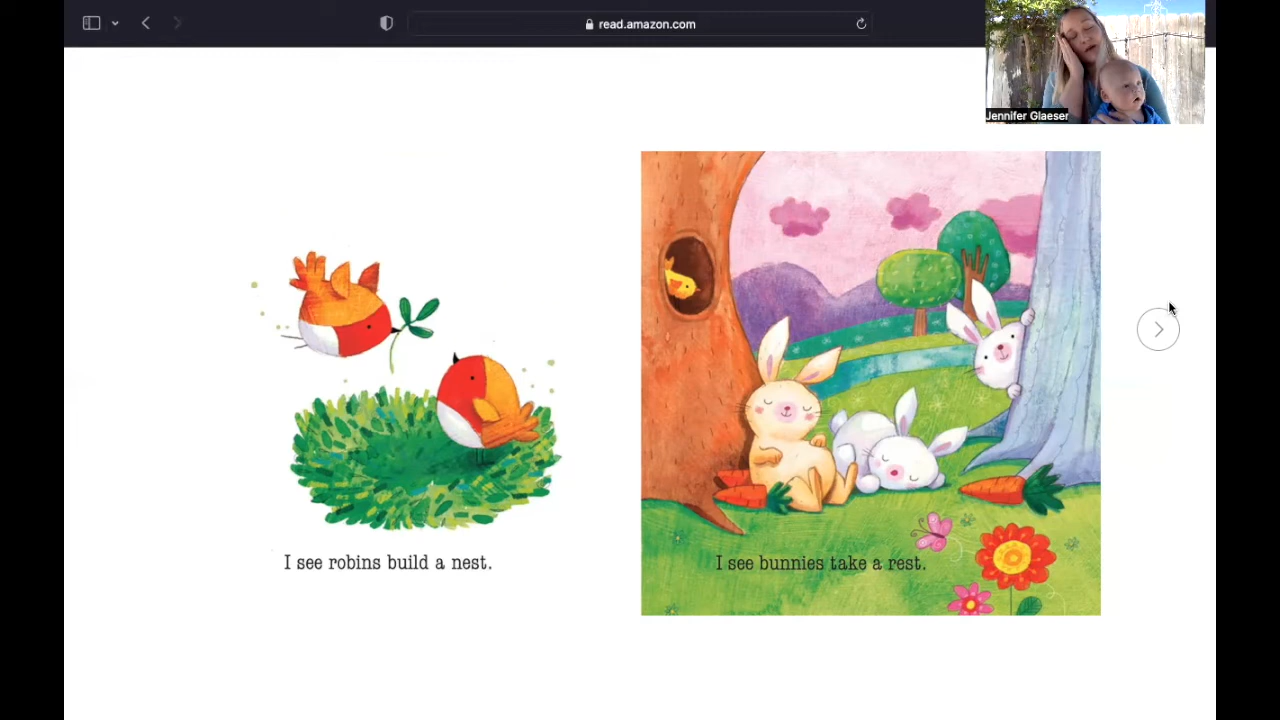 read.amazon.com
Jennifer Glaeser
I see robins build a nest.
I see bunnies take a rest.